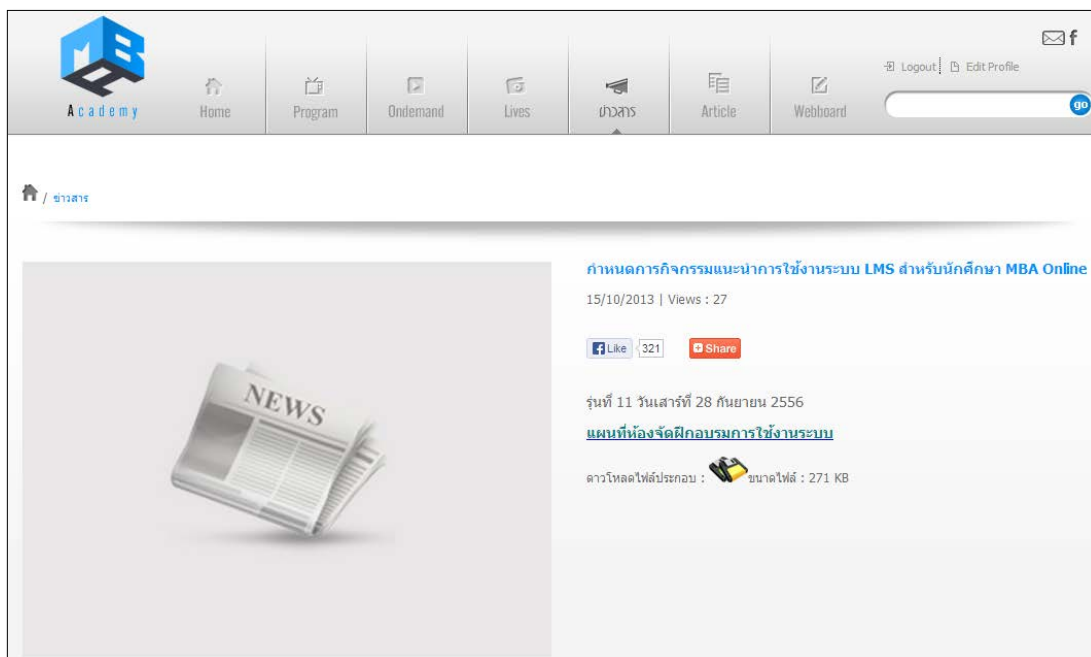 MBA
Academy
Home
Program
Ondemand
Lives
ข่าวสาร
Article
Webboard
f
Logout | Edit Profile
go
/ ข่าวสาร
NEWS
กำหนดการกิจกรรมแนะนำการใช้งานระบบ LMS สำหรับนักศึกษา MBA Online
15/10/2013 | Views : 27
f Like 321 Share
รุ่นที่ 11 วันเสาร์ที่ 28 กันยายน 2556
แผนที่ห้องจัดฝึกอบรมการใช้งานระบบ
ดาวโหลดไฟล์ประกอบ : ขนาดไฟล์ : 271 KB